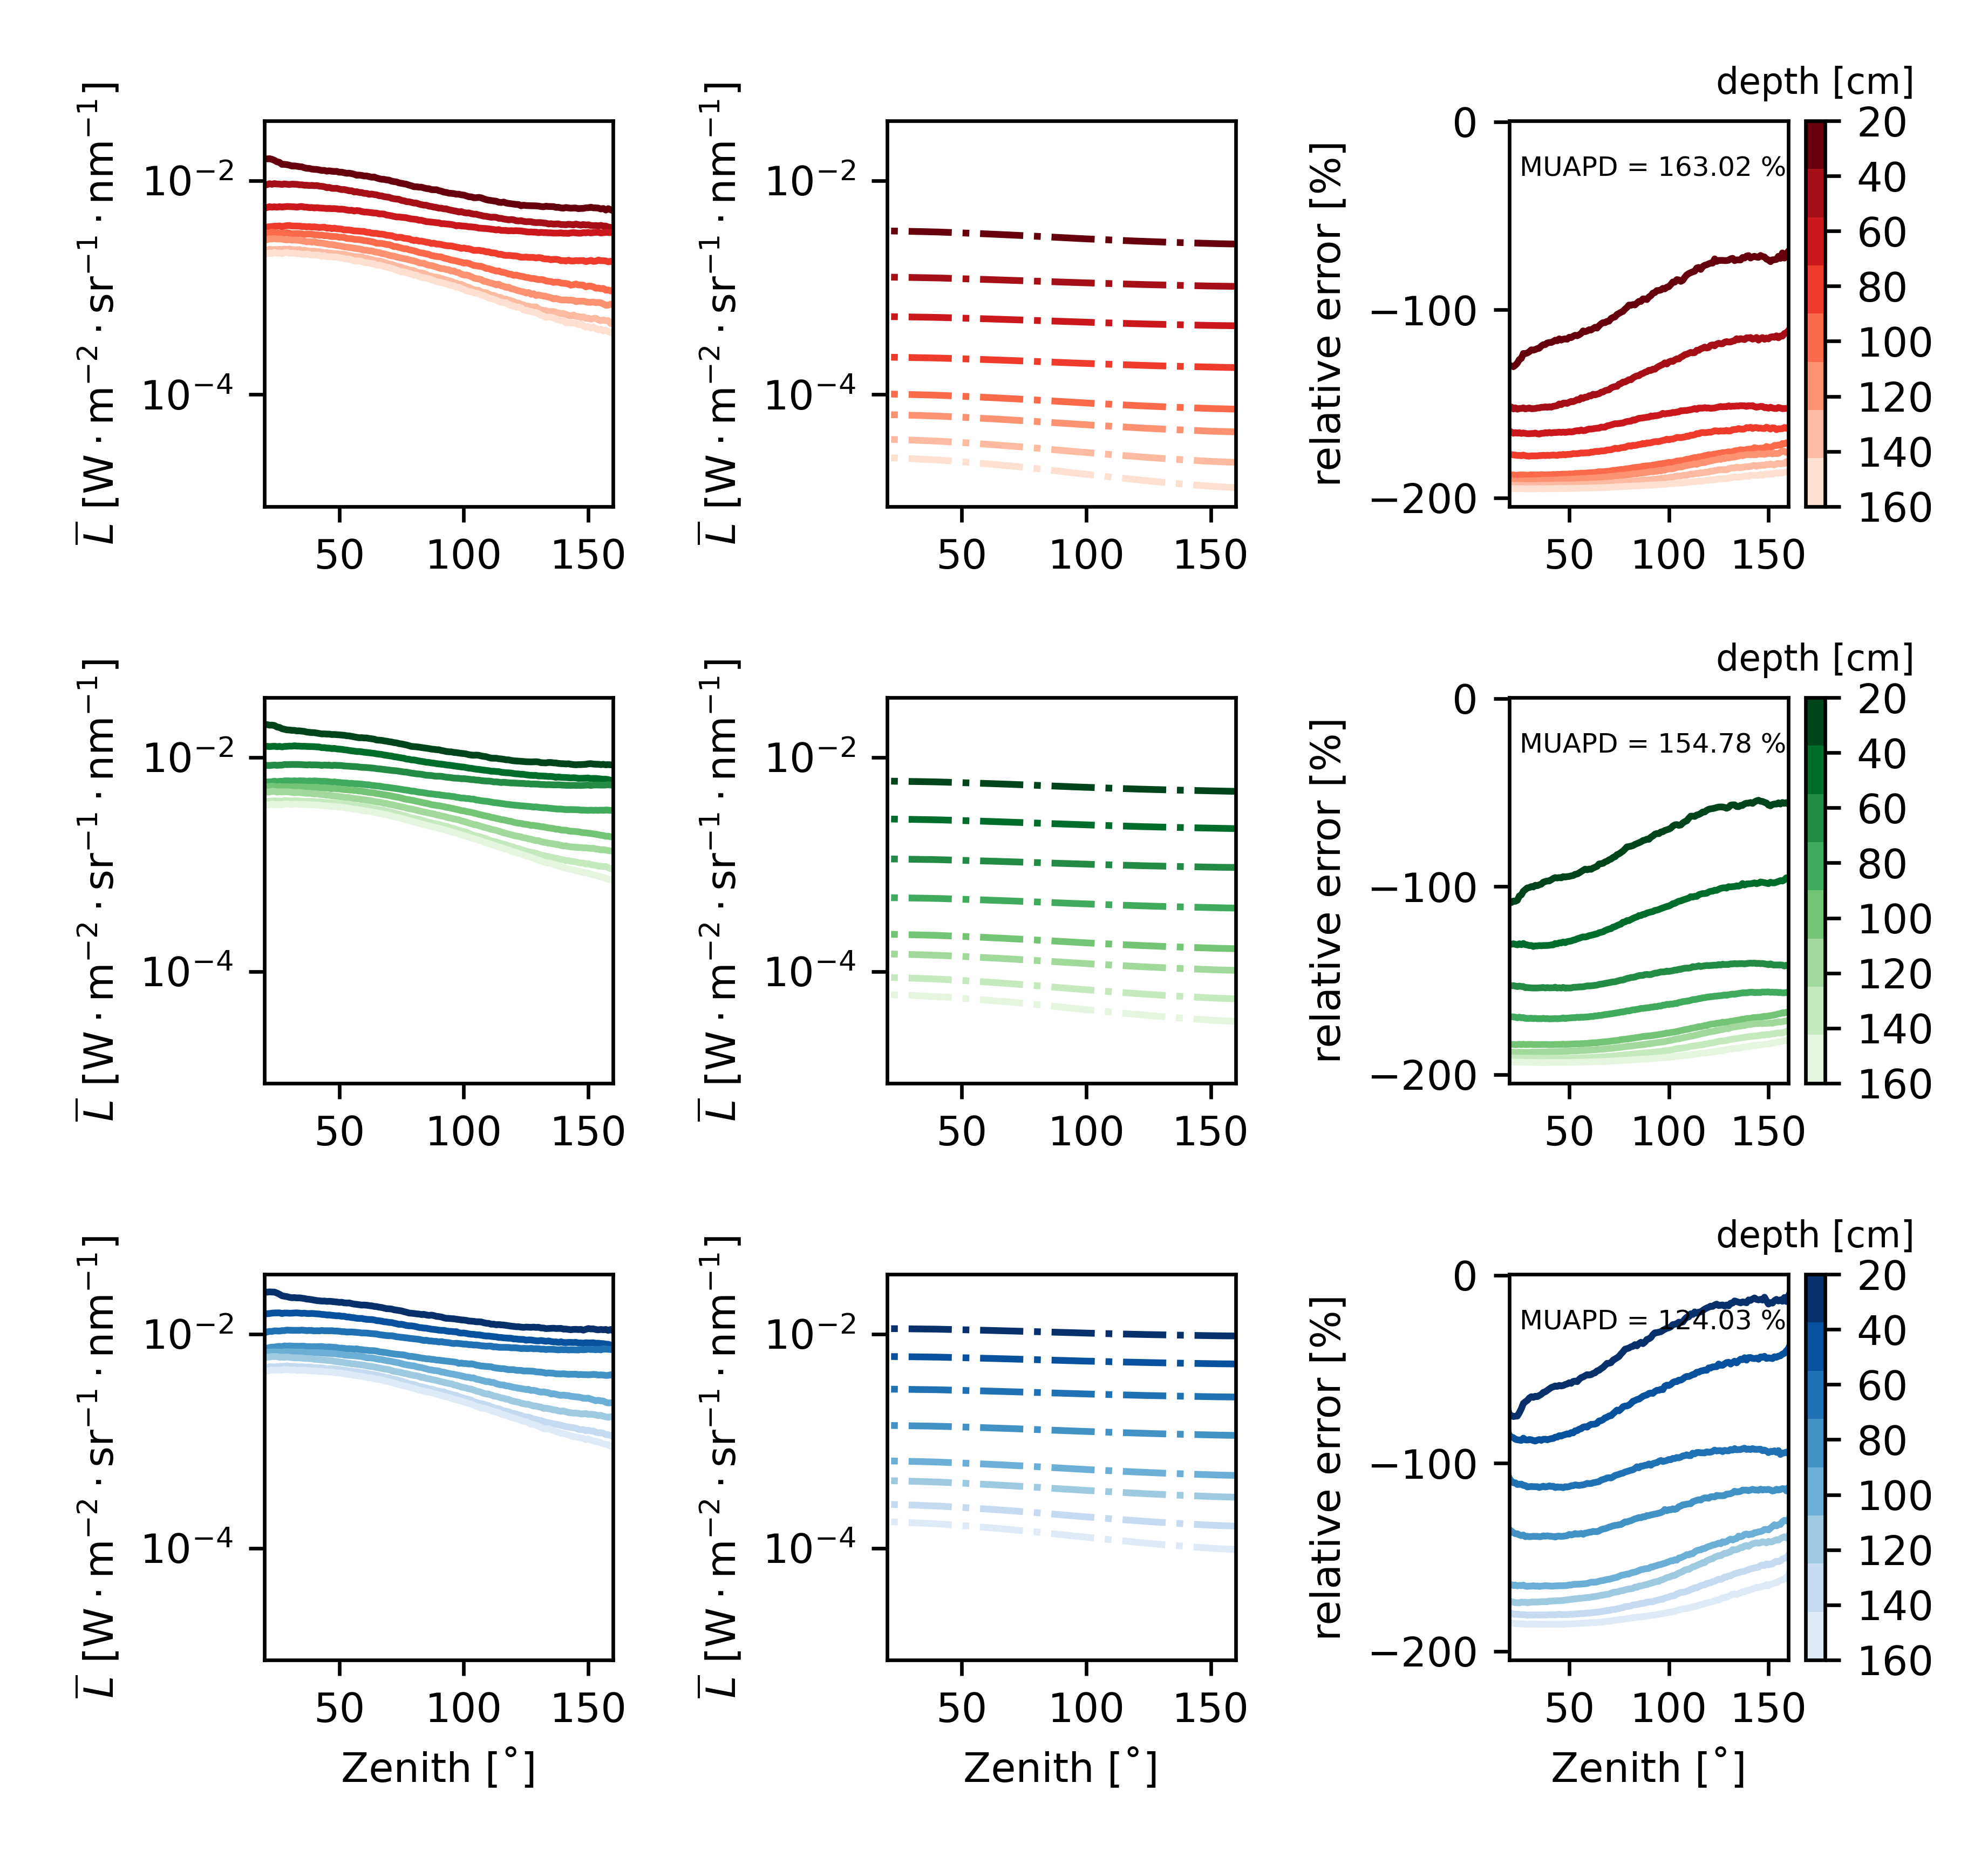 depth [cm]
L̅ [W · m⁻² · sr⁻¹ · nm⁻¹]
10⁻²
10⁻⁴
50 100 150
L̅ [W · m⁻² · sr⁻¹ · nm⁻¹]
10⁻²
10⁻⁴
50 100 150
relative error [%]
0
−100
−200
MUAPD = 163.02 %
50 100 150
20
40
60
80
100
120
140
160
depth [cm]
L̅ [W · m⁻² · sr⁻¹ · nm⁻¹]
10⁻²
10⁻⁴
50 100 150
L̅ [W · m⁻² · sr⁻¹ · nm⁻¹]
10⁻²
10⁻⁴
50 100 150
relative error [%]
0
−100
−200
MUAPD = 154.78 %
50 100 150
20
40
60
80
100
120
140
160
depth [cm]
L̅ [W · m⁻² · sr⁻¹ · nm⁻¹]
10⁻²
10⁻⁴
50 100 150
Zenith [˚]
L̅ [W · m⁻² · sr⁻¹ · nm⁻¹]
10⁻²
10⁻⁴
50 100 150
Zenith [˚]
relative error [%]
0
−100
−200
MUAPD = 124.03 %
50 100 150
Zenith [˚]
20
40
60
80
100
120
140
160